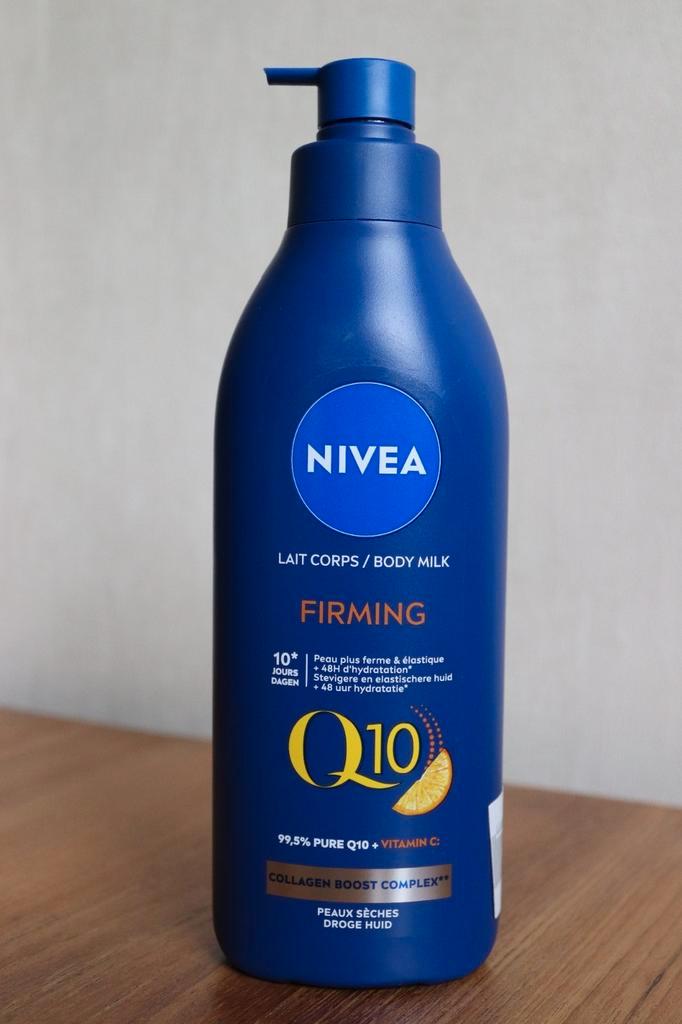 NIVEA
LAIT CORPS / BODY MILK
FIRMING
10*
JOURS
DAGEN
Peau plus ferme & élastique
+ 48H d'hydratation*
Stevigere en elastischere huid
+ 48 uur hydratatie*
Q10
99,5% PURE Q10 + VITAMIN C:
COLLAGEN BOOST COMPLEX**
PEAUX SÈCHES
DROGE HUID